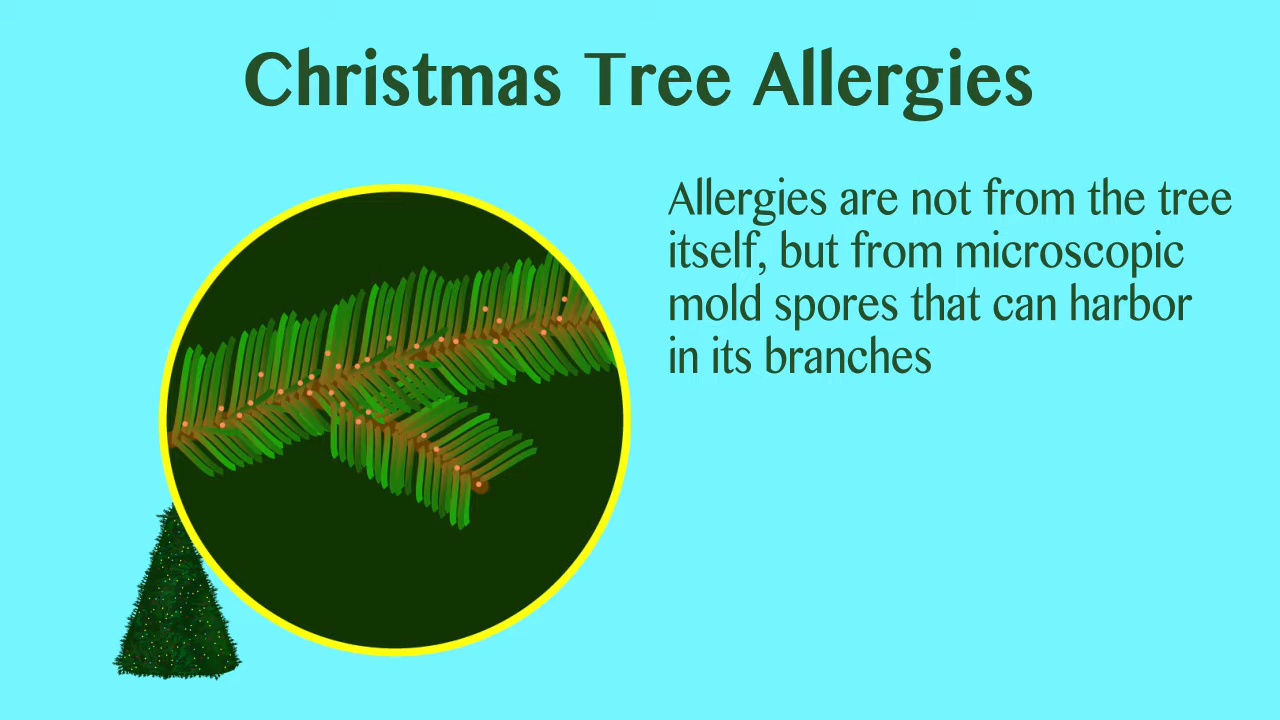 Christmas Tree Allergies
Allergies are not from the tree
itself, but from microscopic
mold spores that can harbor
in its branches